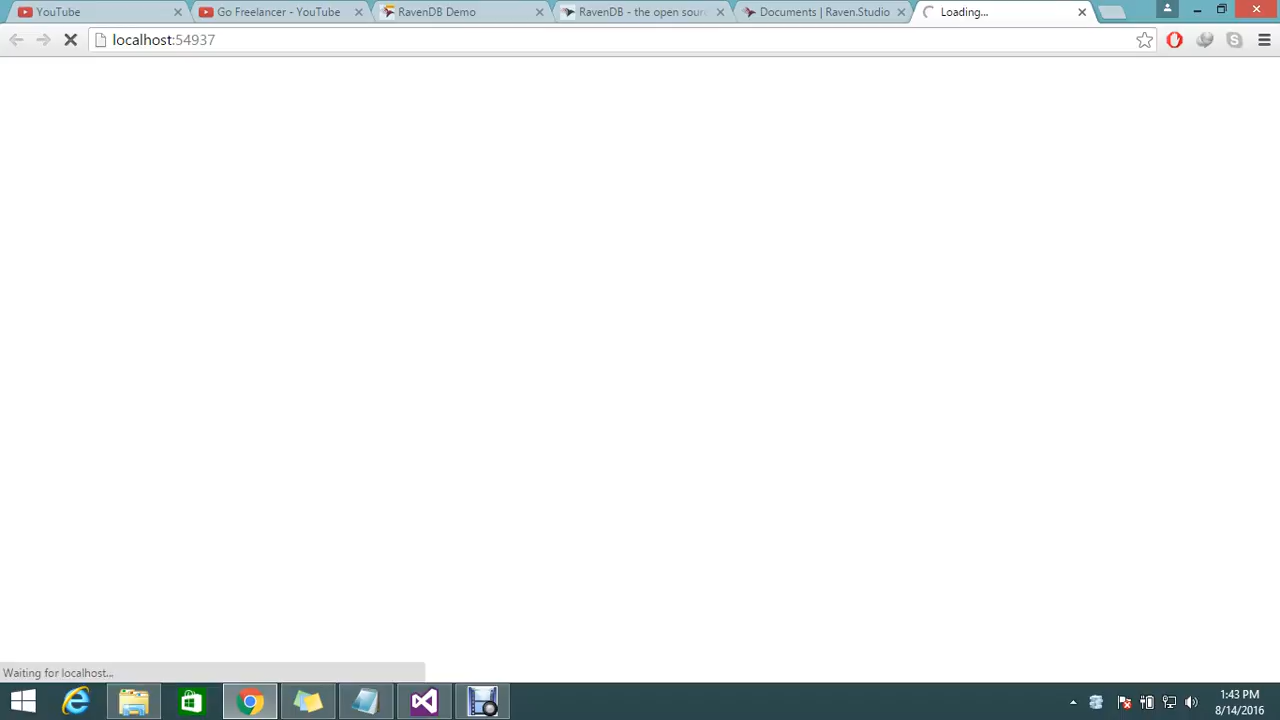 YouTube
Go Freelancer - YouTube
RavenDB Demo
RavenDB - the open sour
Documents | Raven.Studio
Loading...
localhost:54937
Waiting for localhost...
1:43 PM
8/14/2016